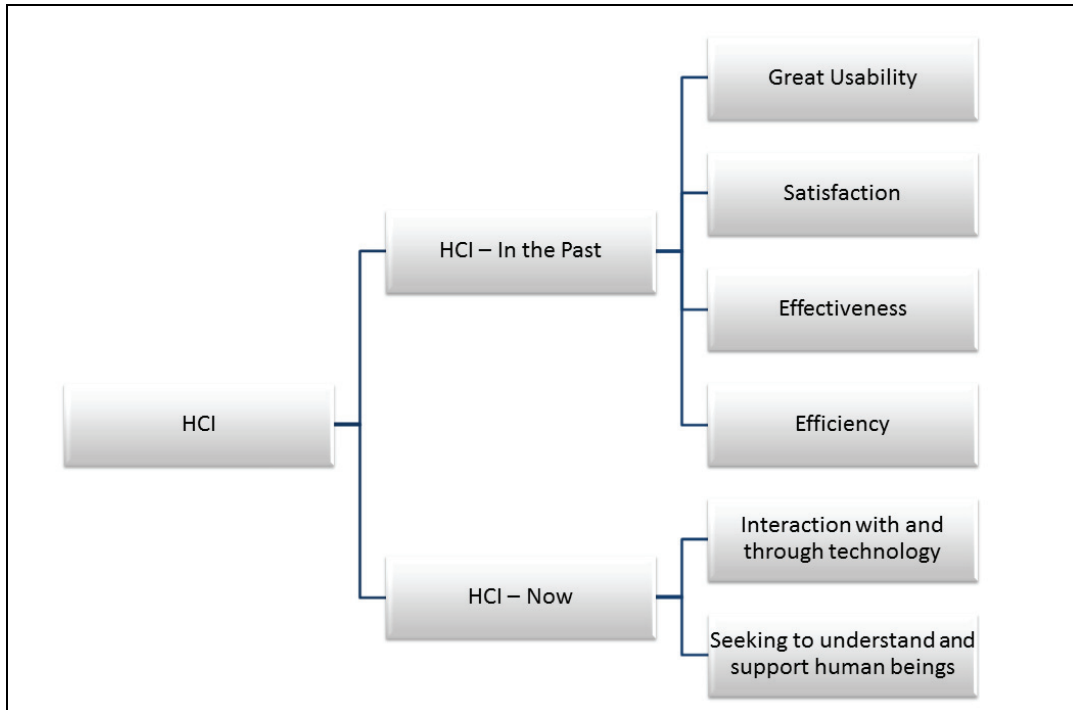 HCI
HCI – In the Past
Great Usability
Satisfaction
Effectiveness
Efficiency
HCI – Now
Interaction with and
through technology
Seeking to understand and
support human beings